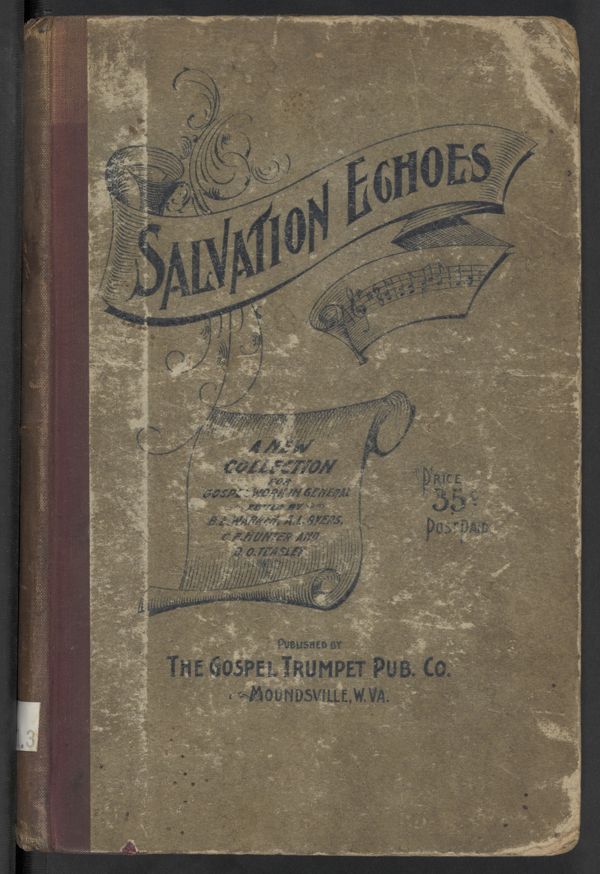 SALVATION ECHOES
A NEW
COLLECTION
FOR
GOSPEL WORK IN GENERAL
EDITED BY
B.E. WARREN, A.L. BYERS,
C.E. HUNTER AND
D.O. TEASLEY
PRICE
35¢
POSTPAID
PUBLISHED BY
THE GOSPEL TRUMPET PUB. CO.
MOUNDSVILLE, W. VA.
.3